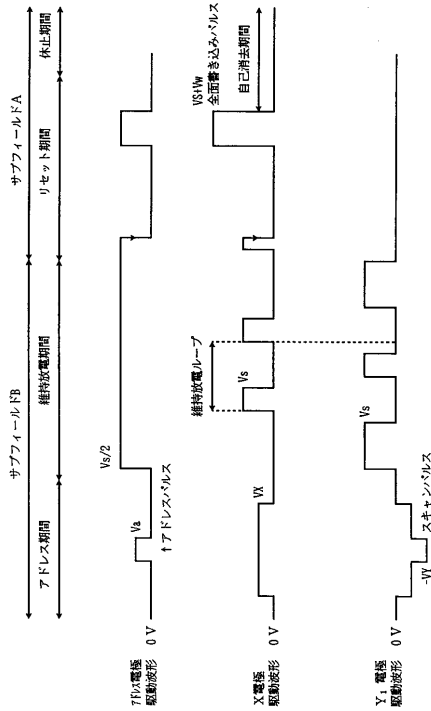 サブフィールドB
サブフィールドA
アドレス期間
維持放電期間
リセット期間
休止期間
アドレス電極
駆動波形
0 V
Va
↑アドレスパルス
Vs/2
X電極
駆動波形
0 V
VX
維持放電ループ
Vs
VS+Vw
全面書き込みパルス
自己消去期間
Y₁ 電極
駆動波形
0 V
-VY
スキャンパルス
Vs